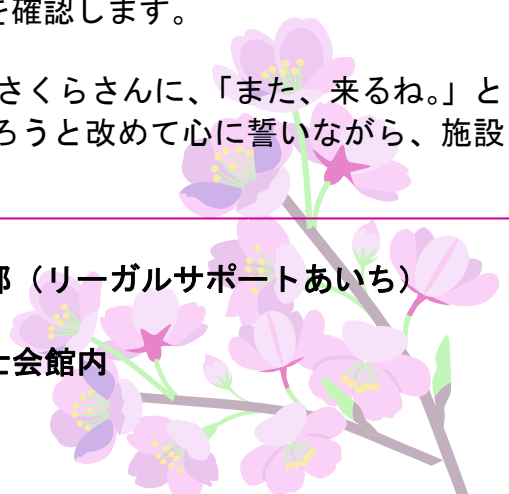 を確認します。
さくらさんに、「また、来るね。」と
ろうと改めて心に誓いながら、施設
部（リーガルサポートあいち）
士会館内